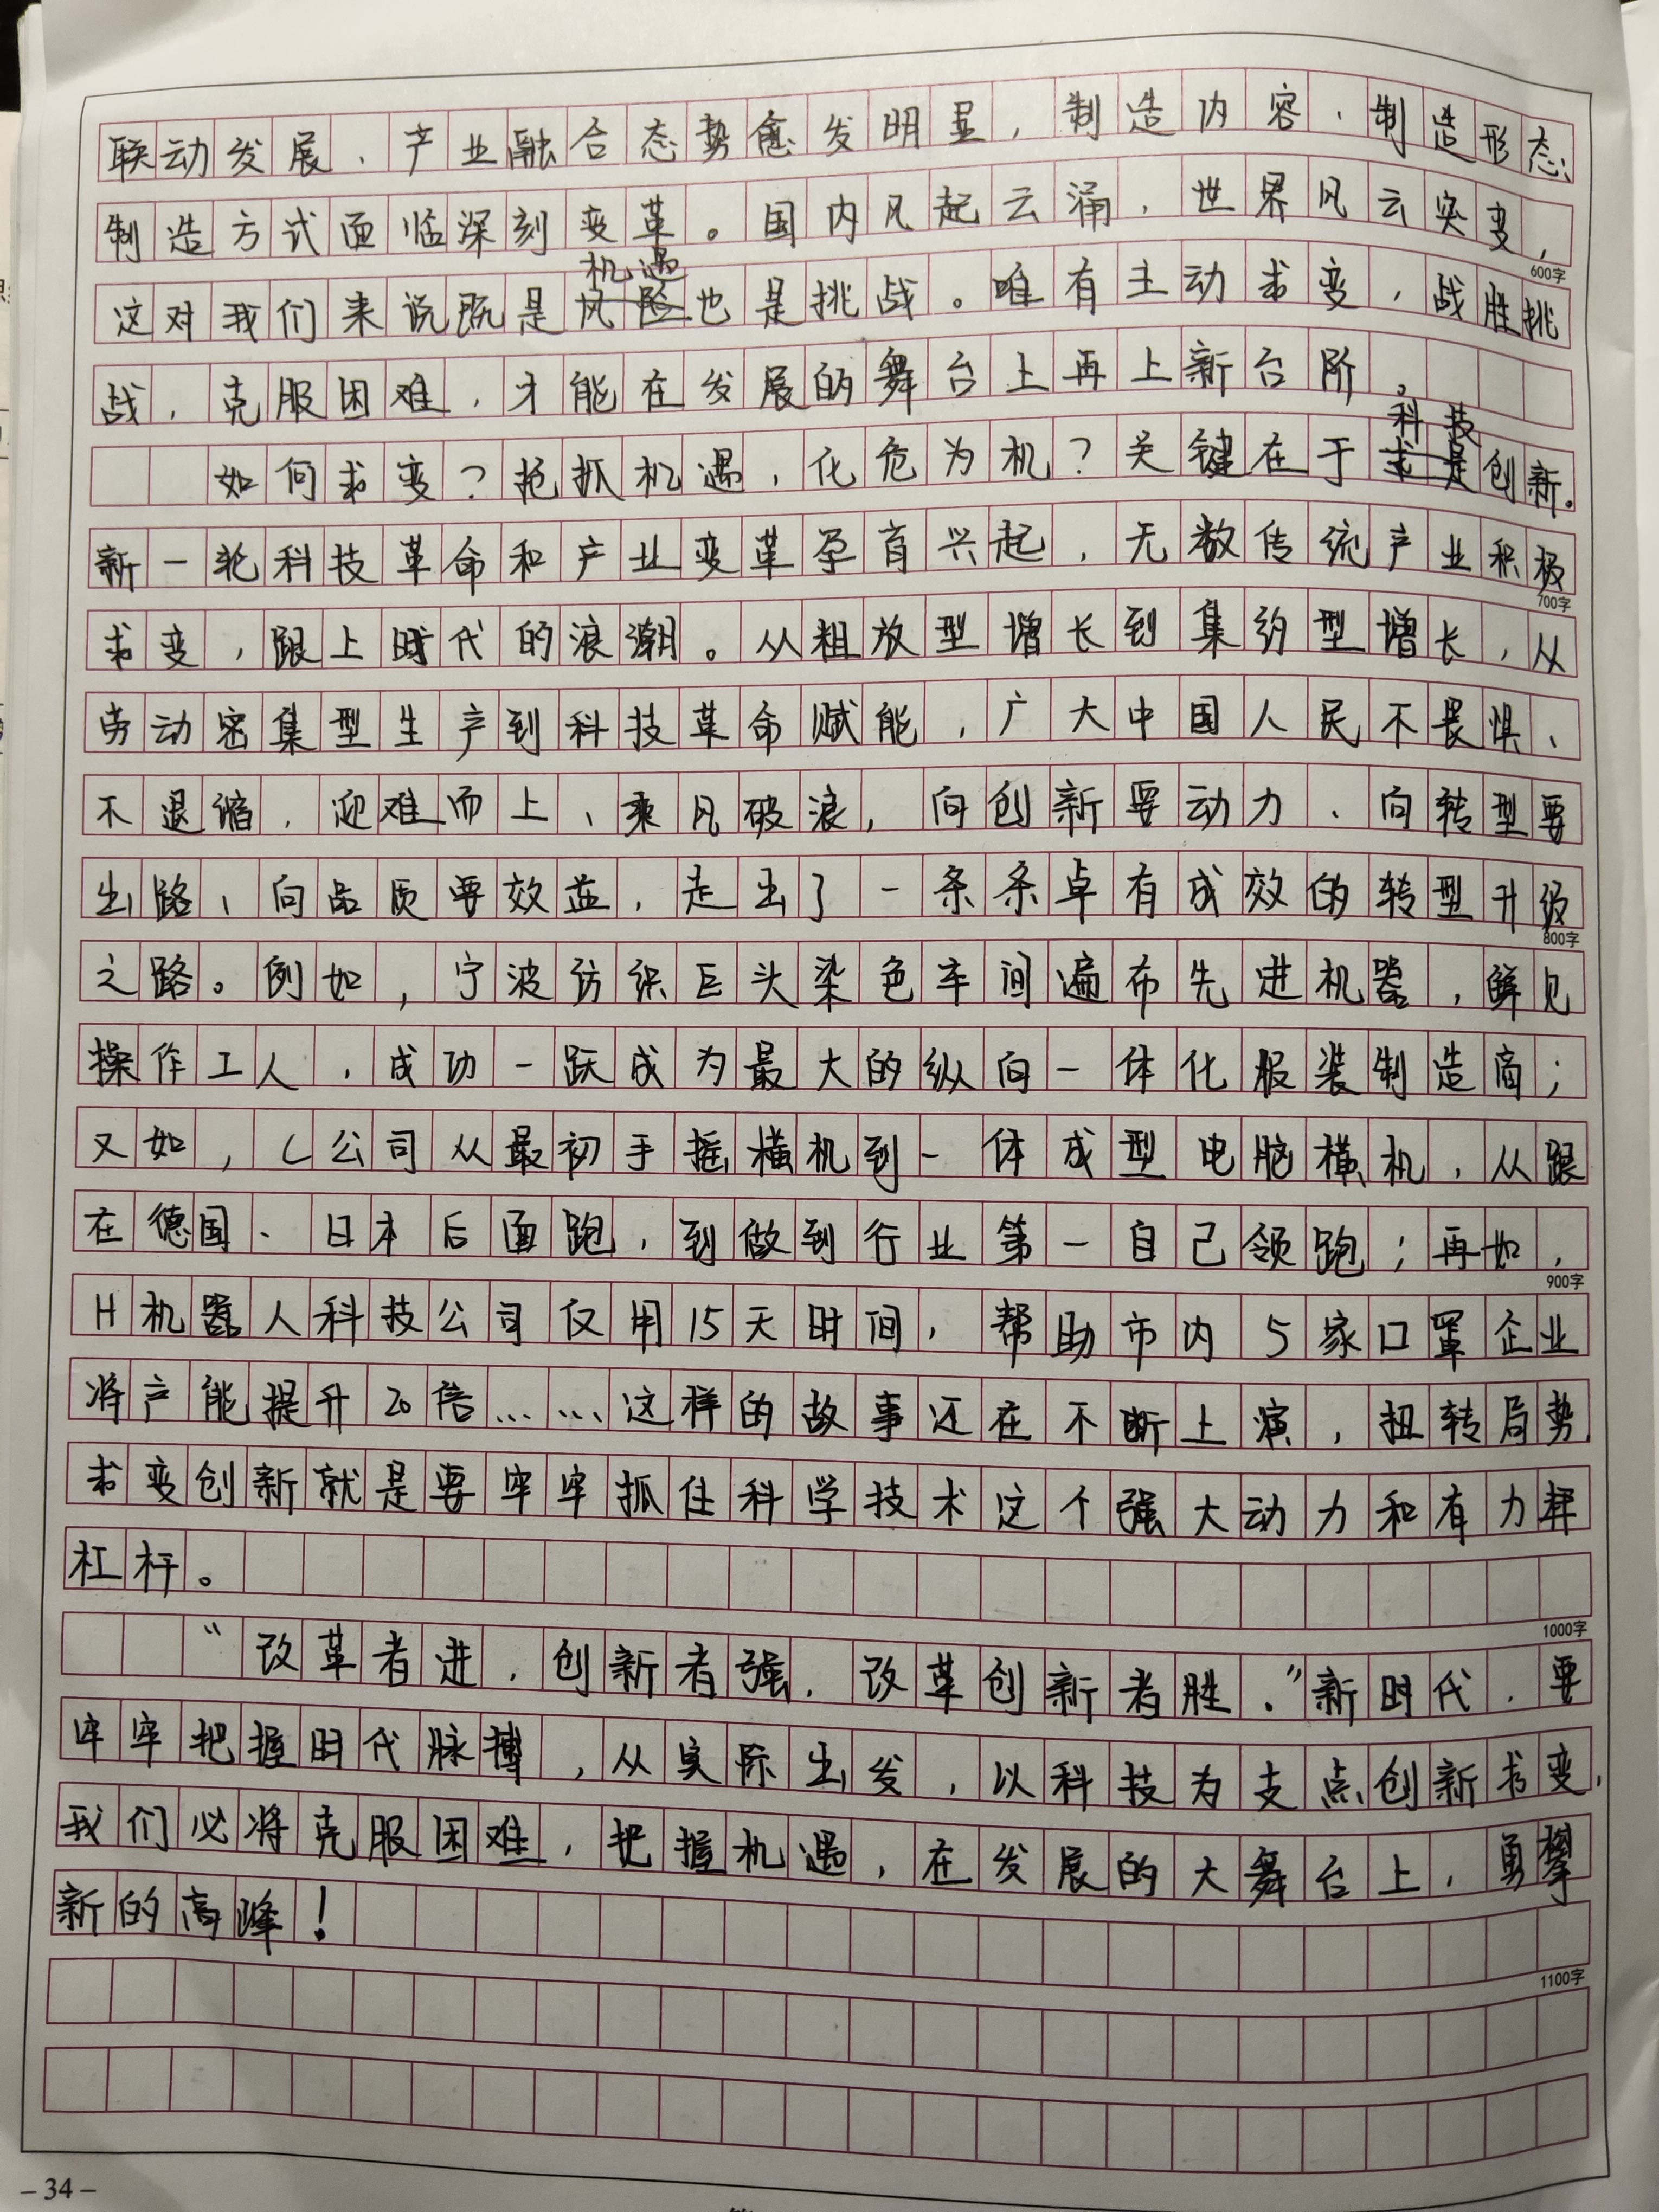 联动发展、产业融合态势愈发明显，制造内容、制造形态、
制造方式面临深刻变革。国内风起云涌，世界风云突变，
600字
机遇
这对我们来说既是风险也是挑战。唯有主动求变，战胜挑
战，克服困难，才能在发展的舞台上再上新台阶。
科技
如何求变？抢抓机遇，化危为机？关键在于求是创新。
新一轮科技革命和产业变革孕育兴起，无数传统产业积极
700字
求变，跟上时代的浪潮。从粗放型增长到集约型增长，从
劳动密集型生产到科技革命赋能，广大中国人民不畏惧、
不退缩，迎难而上、乘风破浪，向创新要动力、向转型要
出路、向品质要效益，走出了一条条卓有成效的转型升级
800字
之路。例如，宁波纺织巨头染色车间遍布先进机器，鲜见
操作工人，成功一跃成为最大的纵向一体化服装制造商；
又如，C公司从最初手摇横机到一体成型电脑横机，从跟
在德国、日本后面跑，到做到行业第一自己领跑；再如，
900字
H机器人科技公司仅用15天时间，帮助市内5家口罩企业
将产能提升20倍……这样的故事还在不断上演，扭转局势
求变创新就是要牢牢抓住科学技术这个强大动力和有力
杠杆。
1000字
“改革者进，创新者强，改革创新者胜。”新时代，要
牢牢把握时代脉搏，从实际出发，以科技为支点创新求变，
我们必将克服困难，把握机遇，在发展的大舞台上，勇攀
新的高峰！
1100字
－34－